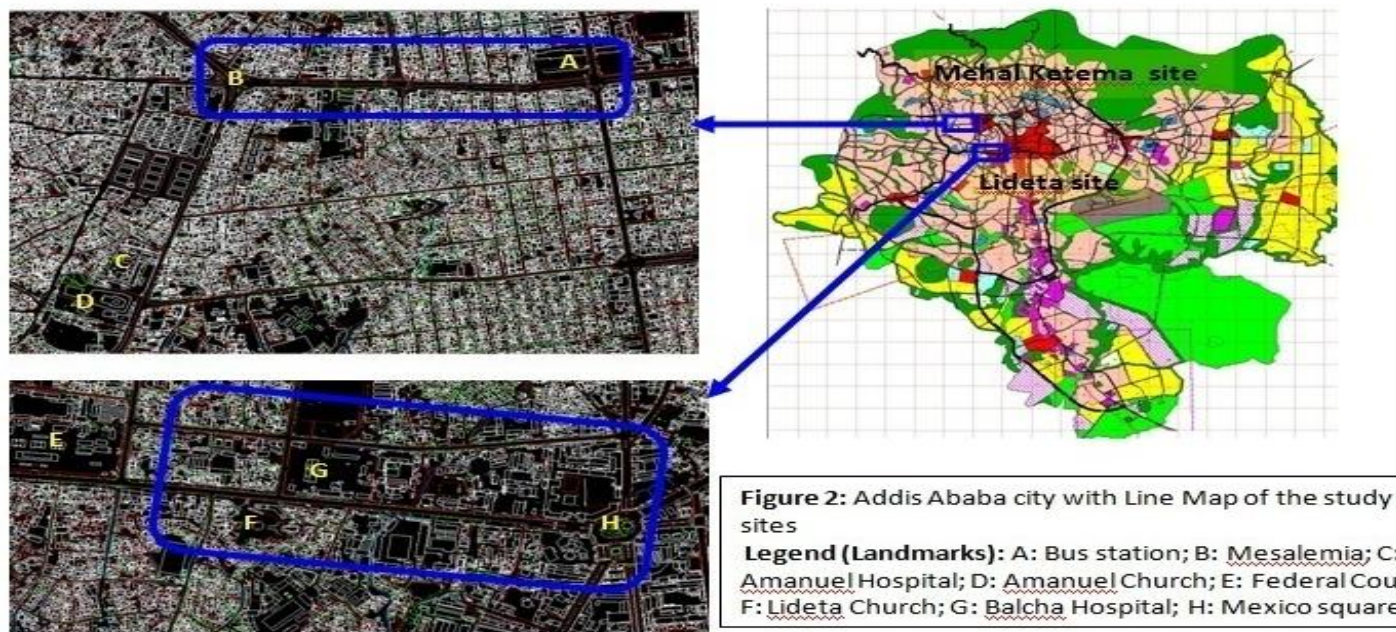 A
B
C
D
Mehal Ketema site
Lideta site
E
G
F
H
Figure 2: Addis Ababa city with Line Map of the study
sites
Legend (Landmarks): A: Bus station; B: Mesalemia; C:
Amanuel Hospital; D: Amanuel Church; E: Federal Cou
F: Lideta Church; G: Balcha Hospital; H: Mexico square